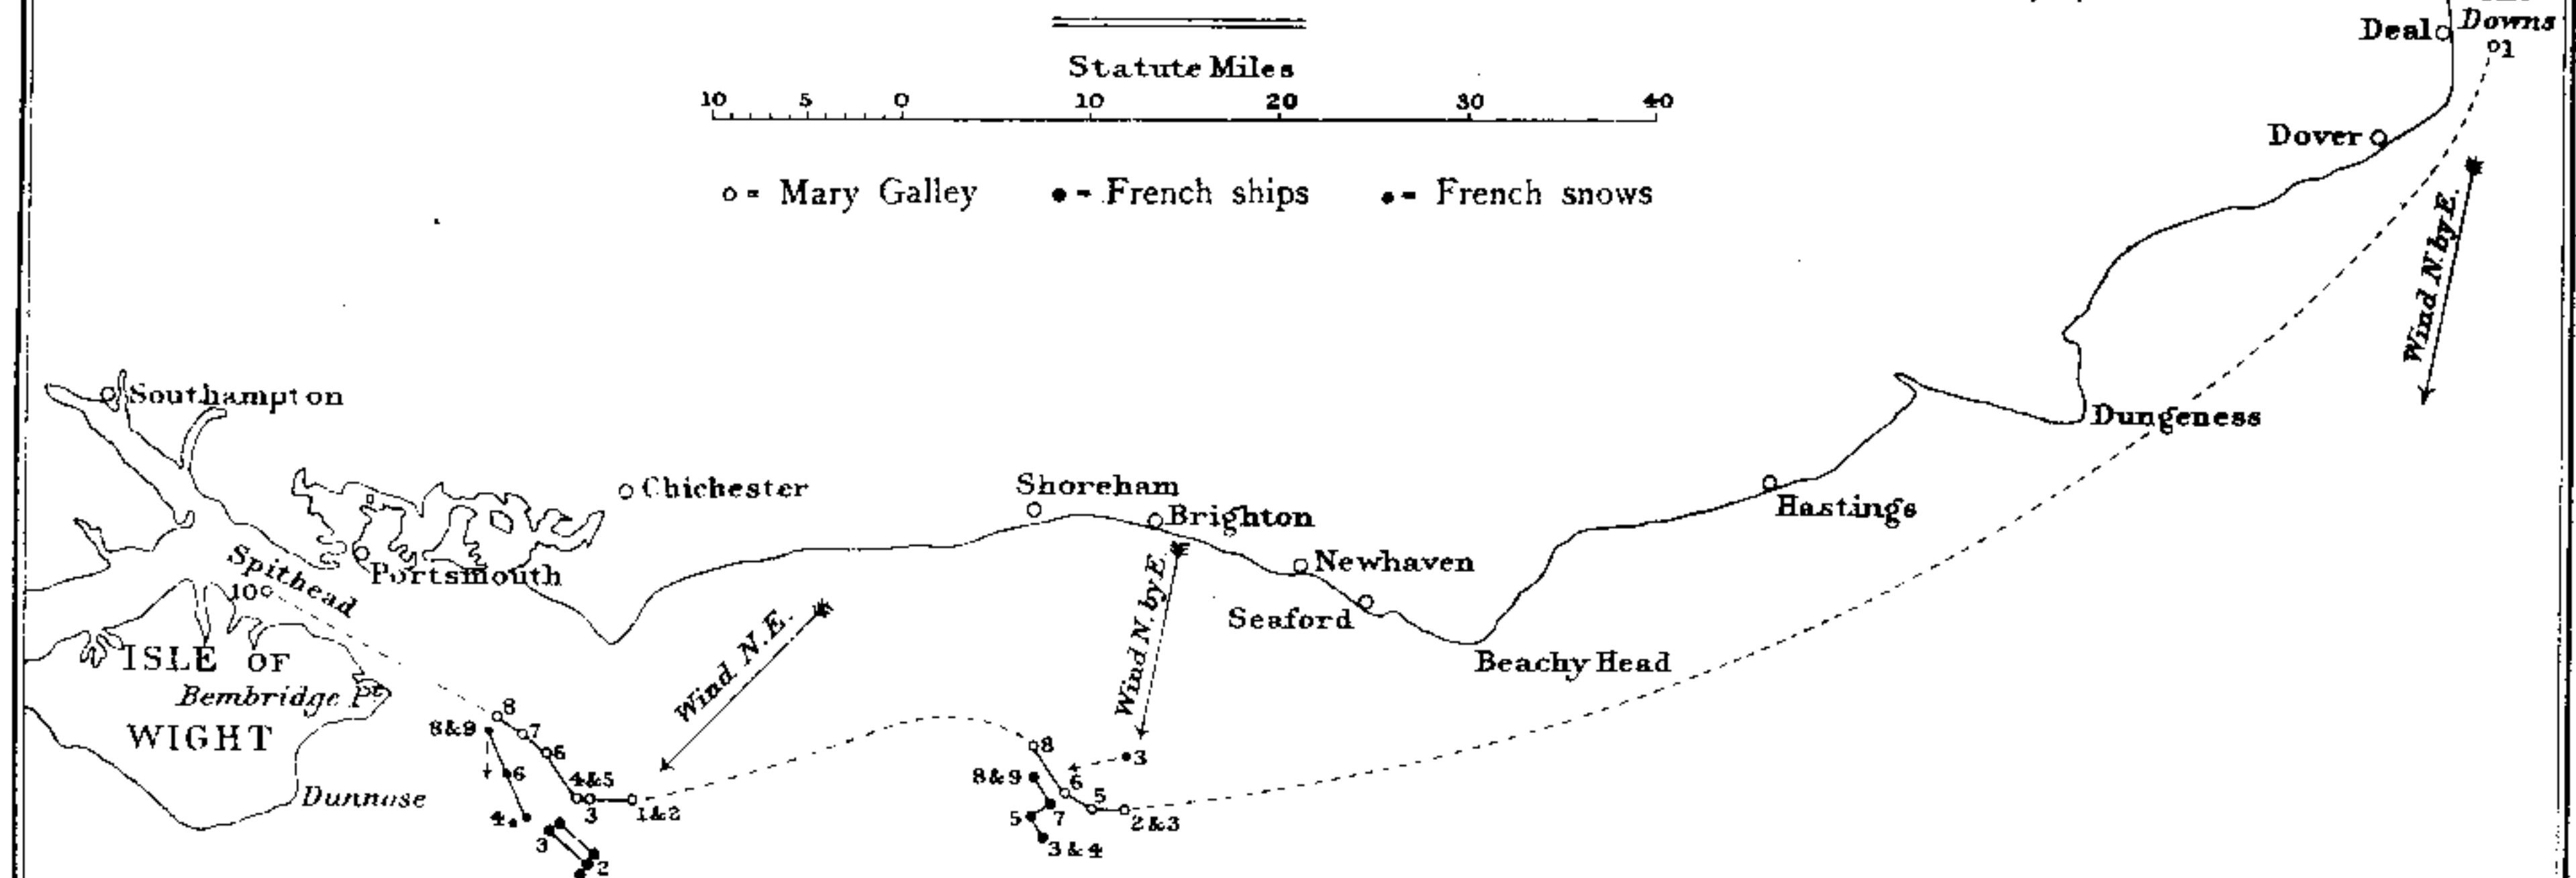 Downs
Deal
1
Statute Miles
10 5 0 10 20 30 40
Dover
o = Mary Galley ● = French ships • = French snows
Wind N. by E.
Southampton
Dungeness
Chichester
Shoreham
Hastings
Brighton
Spithead
Portsmouth
Newhaven
10
Seaford
Wind N.E.
Wind N. by E.
ISLE OF
Beachy Head
Bembridge Pt
WIGHT
8
8&9
7
6
6
4&5
Dunnose
3
1&2
4
3
2
8
3
8&9
6
5
7
5
2&3
3 & 4